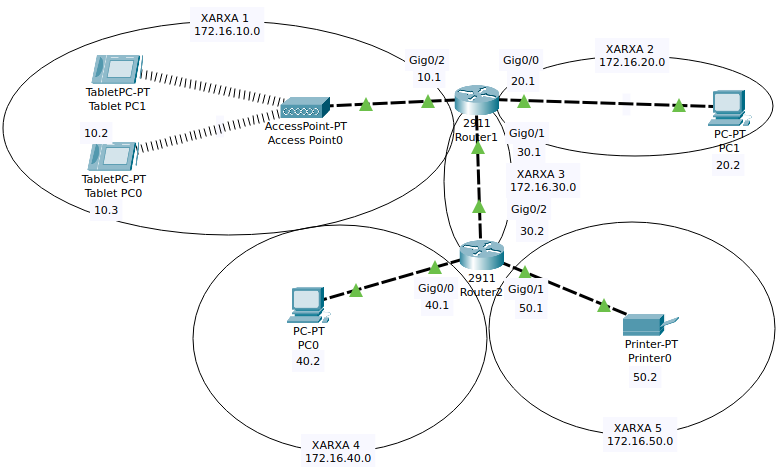 XARXA 1
172.16.10.0
TabletPC-PT
Tablet PC1
10.2
TabletPC-PT
Tablet PC0
10.3
AccessPoint-PT
Access Point0
Gig0/2
10.1
2911
Router1
Gig0/0
20.1
XARXA 2
172.16.20.0
PC-PT
PC1
20.2
Gig0/1
30.1
XARXA 3
172.16.30.0
Gig0/2
30.2
2911
Router2
Gig0/0
40.1
Gig0/1
50.1
PC-PT
PC0
40.2
XARXA 4
172.16.40.0
Printer-PT
Printer0
50.2
XARXA 5
172.16.50.0